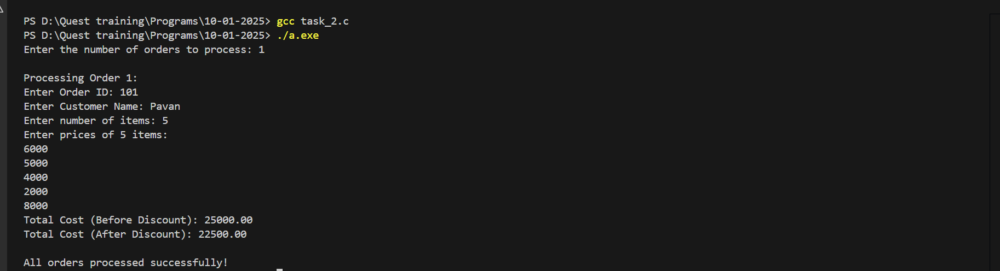 PS D:\Quest training\Programs\10-01-2025> gcc task_2.c
PS D:\Quest training\Programs\10-01-2025> ./a.exe
Enter the number of orders to process: 1
Processing Order 1:
Enter Order ID: 101
Enter Customer Name: Pavan
Enter number of items: 5
Enter prices of 5 items:
6000
5000
4000
2000
8000
Total Cost (Before Discount): 25000.00
Total Cost (After Discount): 22500.00
All orders processed successfully!